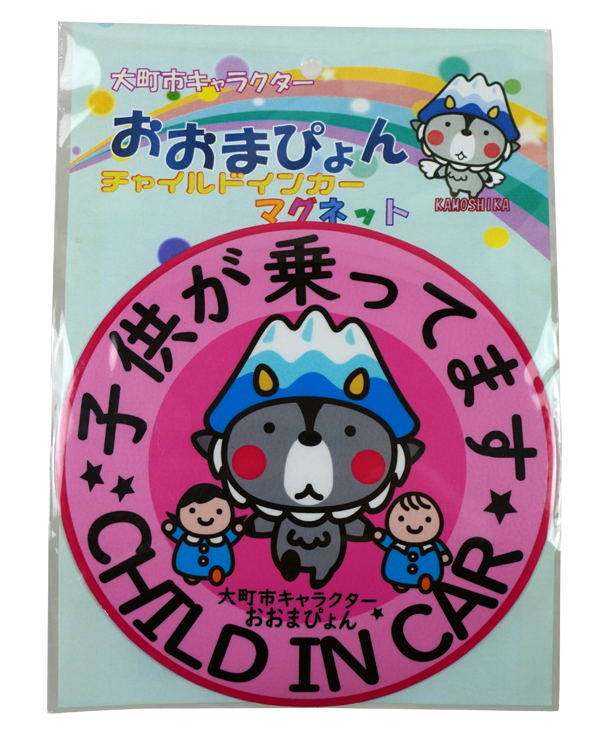 大町市キャラクター
おおまぴょん
チャイルドインカー
マグネット
KAMOSHIKA
子供が乗ってます
大町市キャラクター
おおまぴょん
CHILD IN CAR